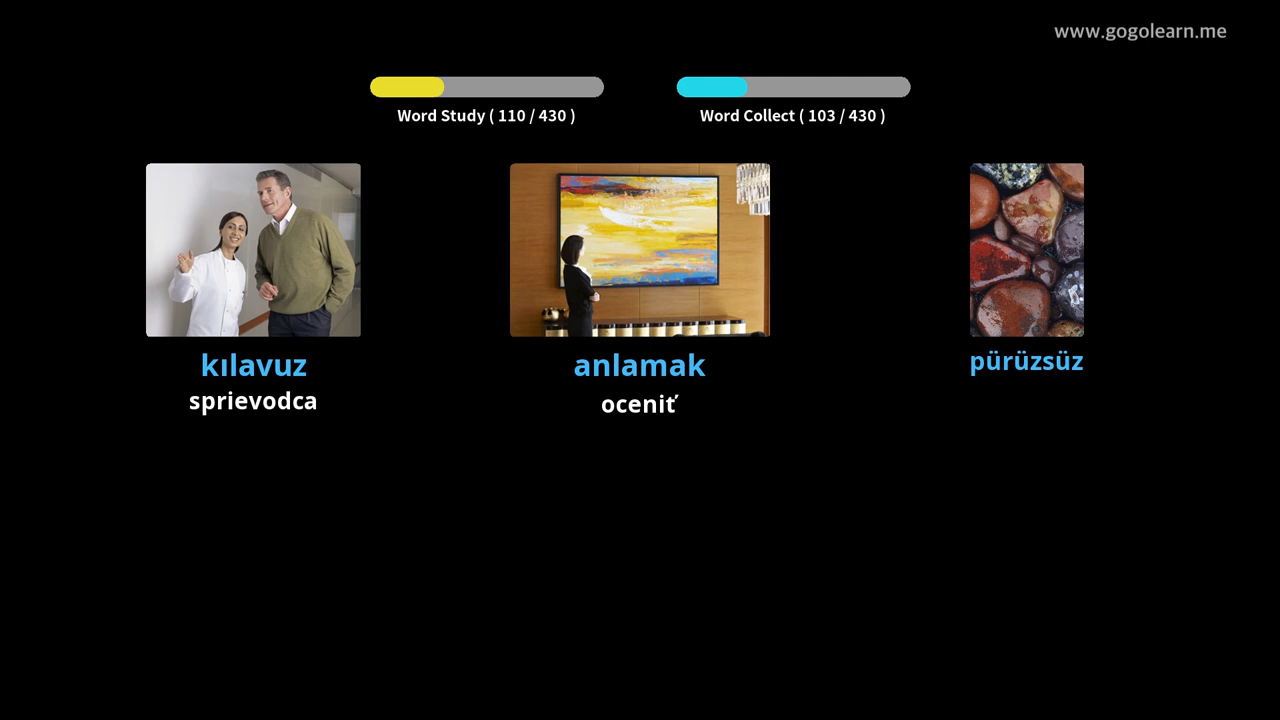 www.gogolearn.me
Word Study ( 110 / 430 )
Word Collect ( 103 / 430 )
kılavuz
sprievodca
anlamak
oceniť
pürüzsüz